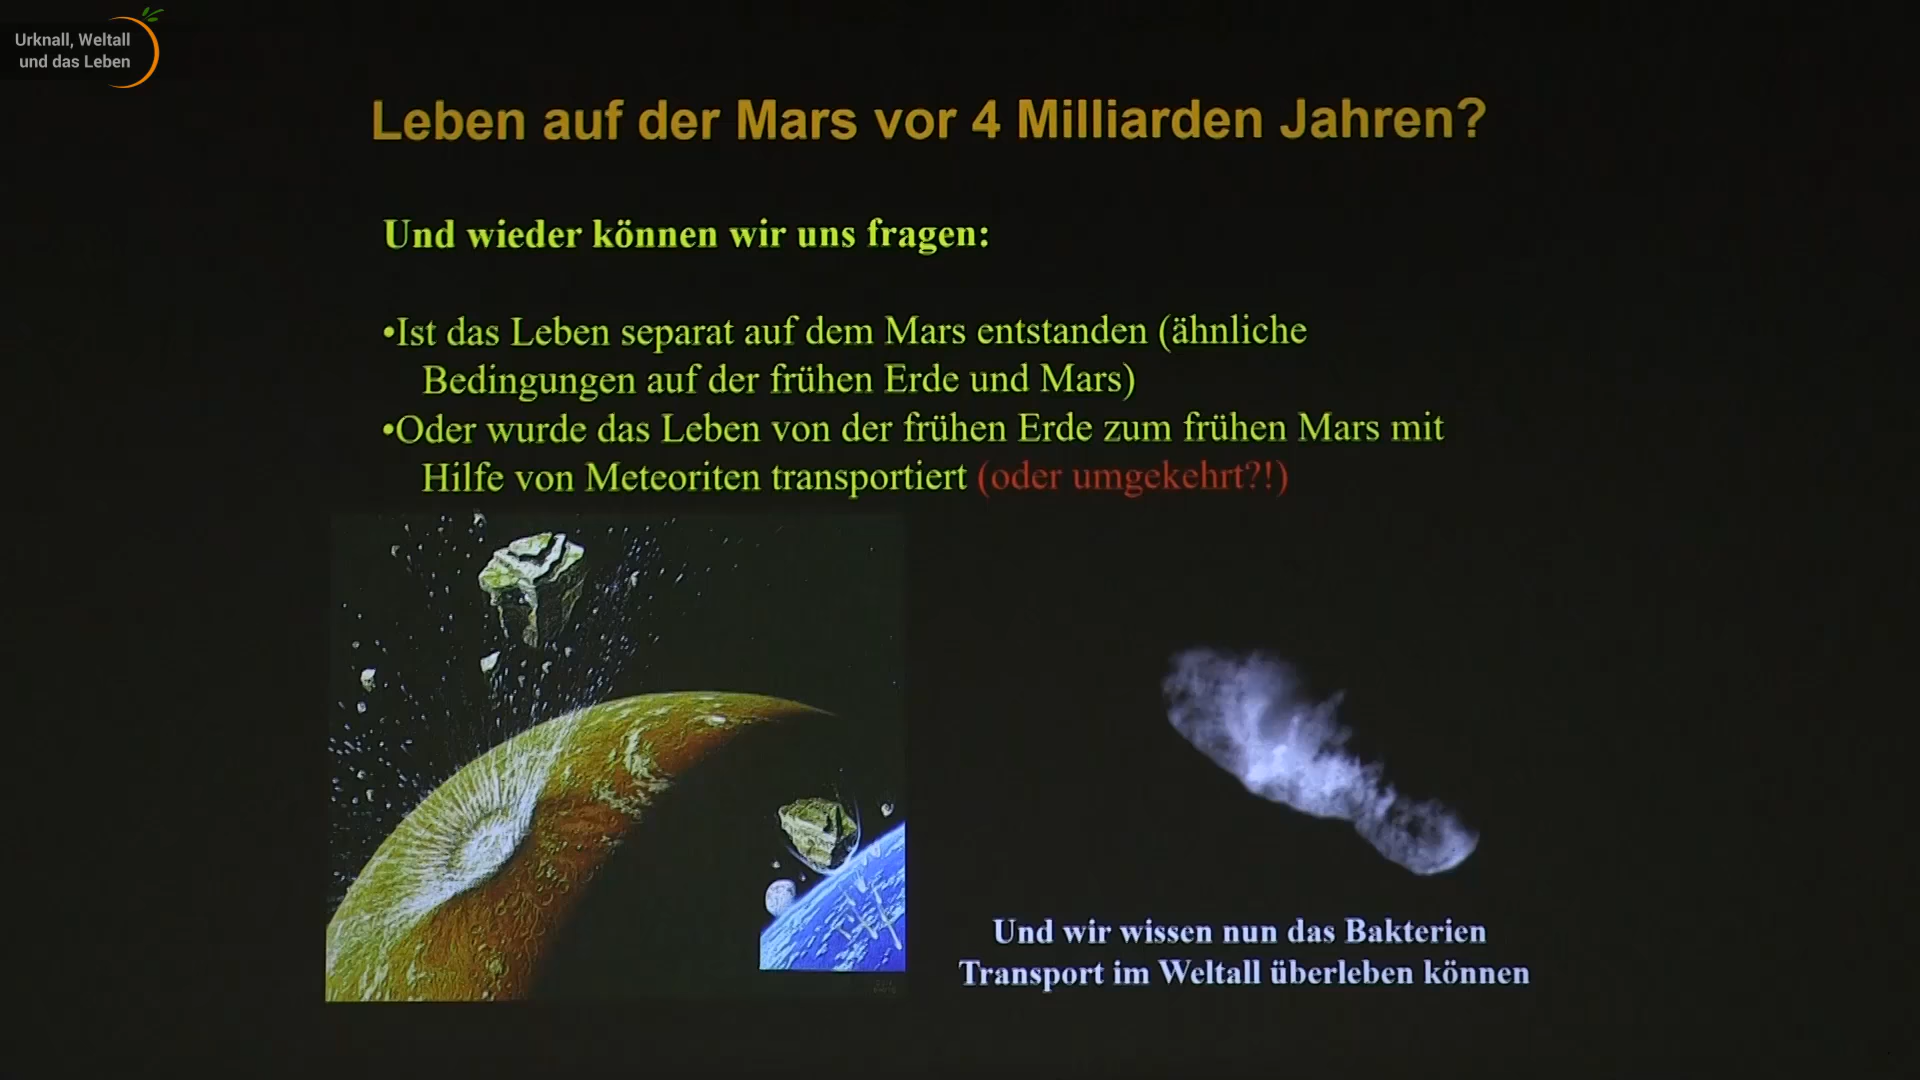 Urknall, Weltall
und das Leben
Leben auf der Mars vor 4 Milliarden Jahren?
Und wieder können wir uns fragen:
•Ist das Leben separat auf dem Mars entstanden (ähnliche
Bedingungen auf der frühen Erde und Mars)
•Oder wurde das Leben von der frühen Erde zum frühen Mars mit
Hilfe von Meteoriten transportiert (oder umgekehrt?!)
Und wir wissen nun das Bakterien
Transport im Weltall überleben können